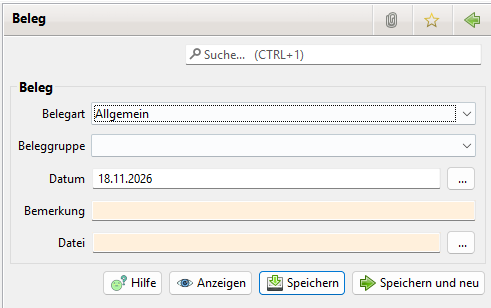 Beleg
Suche... (CTRL+1)
Beleg
Belegart Allgemein
Beleggruppe
Datum 18.11.2026 ...
Bemerkung
Datei ...
Hilfe Anzeigen Speichern Speichern und neu